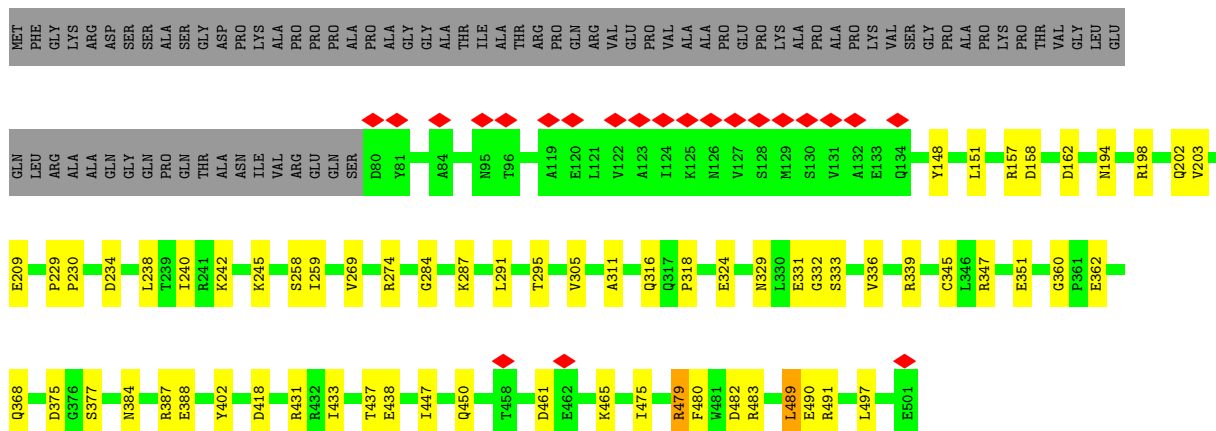 MET PHE GLY LYS ARG ASP SER SER ALA SER GLY ASP PRO LYS ALA PRO PRO PRO ALA PRO ALA GLY GLY ALA THR ILE ALA THR ARG PRO GLN ARG VAL GLU PRO VAL ALA ALA PRO GLU PRO LYS ALA PRO ALA PRO LYS VAL SER GLY PRO ALA PRO LYS PRO THR VAL GLY LEU GLU
GLN LEU ARG ALA ALA GLN GLY GLN PRO GLN THR ALA ASN ILE VAL ARG GLU GLN SER D80 Y81 A84 N95 T96 A119 E120 L121 V122 A123 I124 K125 N126 V127 S128 M129 S130 V131 A132 E133 Q134 Y148 L151 R157 D158 D162 N194 R198 Q202 V203
E209 P229 P230 D234 L238 T239 I240 R241 K242 K245 S258 I259 V269 R274 G284 K287 L291 T295 V305 A311 Q316 Q317 P318 E324 N329 L330 E331 G332 S333 V336 R339 C345 L346 R347 E351 G360 P361 E362
Q368 D375 G376 S377 N384 R387 E388 Y402 D418 R431 R432 I433 T437 E438 I447 Q450 T458 D461 E462 K465 I475 R479 F480 W481 D482 R483 L489 E490 R491 L497 E501